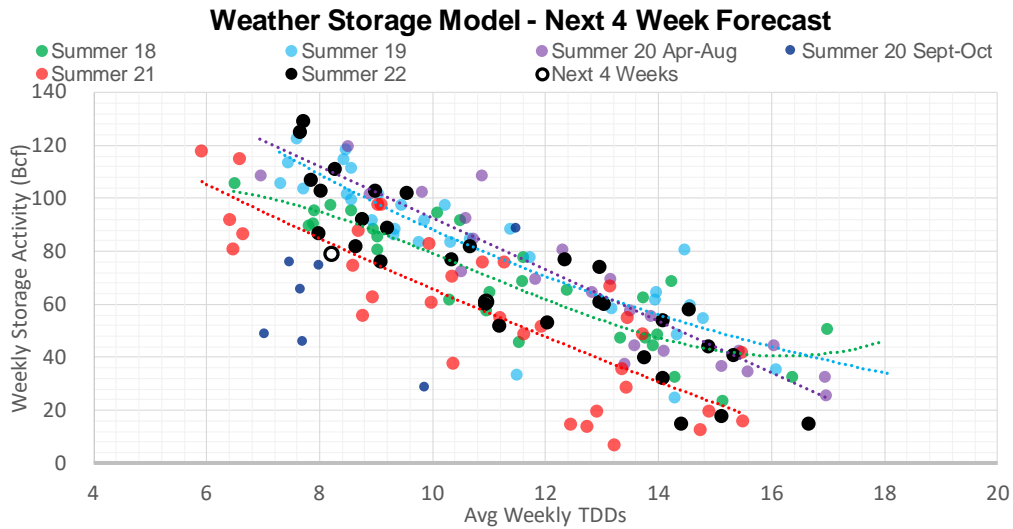 Weather Storage Model - Next 4 Week Forecast
Summer 18
Summer 19
Summer 20 Apr-Aug
Summer 20 Sept-Oct
Summer 21
Summer 22
Next 4 Weeks
Weekly Storage Activity (Bcf)
140
120
100
80
60
40
20
0
4 6 8 10 12 14 16 18 20
Avg Weekly TDDs